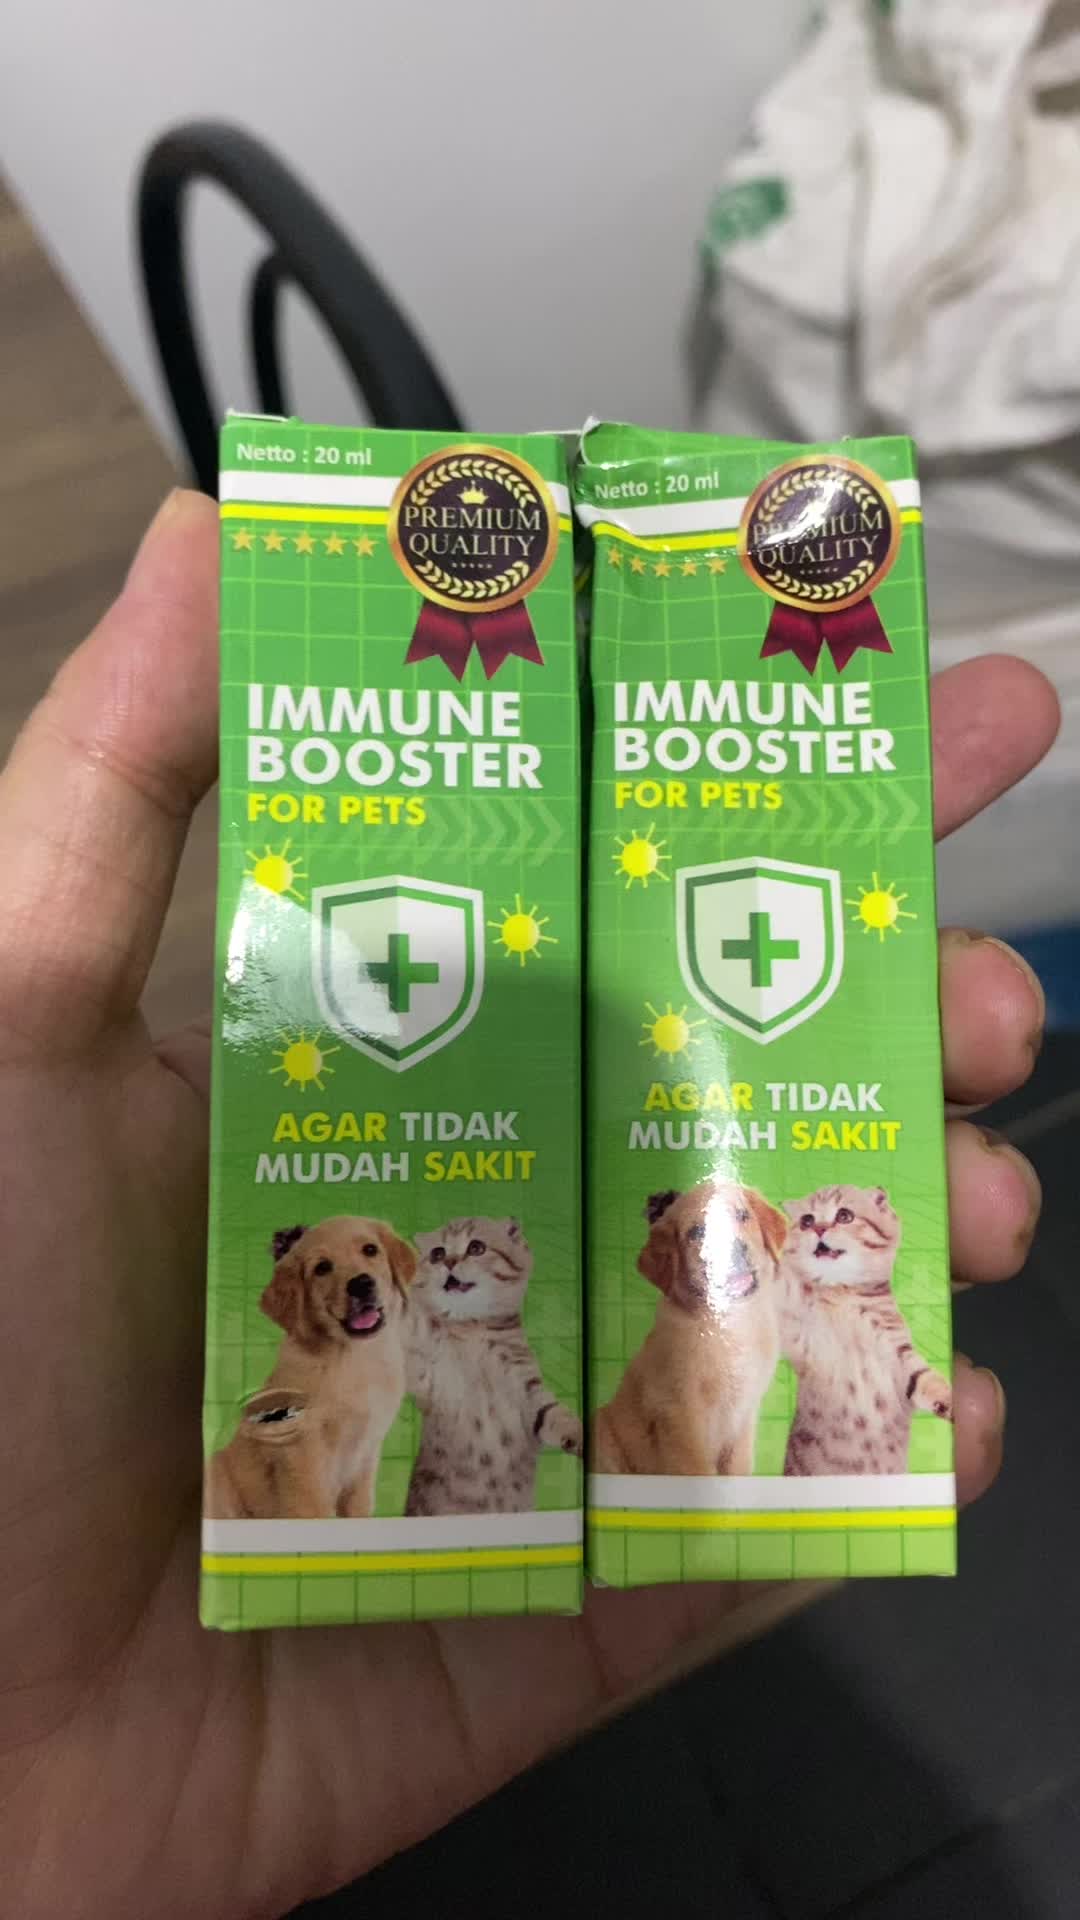 Netto : 20 ml
PREMIUM
QUALITY
IMMUNE
BOOSTER
FOR PETS
AGAR TIDAK
MUDAH SAKIT
Netto : 20 ml
PREMIUM
QUALITY
IMMUNE
BOOSTER
FOR PETS
AGAR TIDAK
MUDAH SAKIT